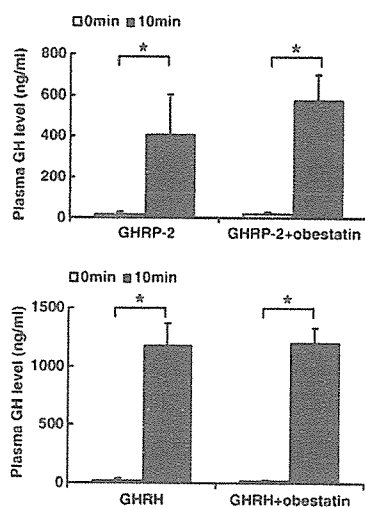 □0min ■10min
Plasma GH level (ng/ml)
800
600
400
200
0
*
*
GHRP-2
GHRP-2+obestatin
□0min ■10min
Plasma GH level (ng/ml)
1500
1000
500
0
*
*
GHRH
GHRH+obestatin